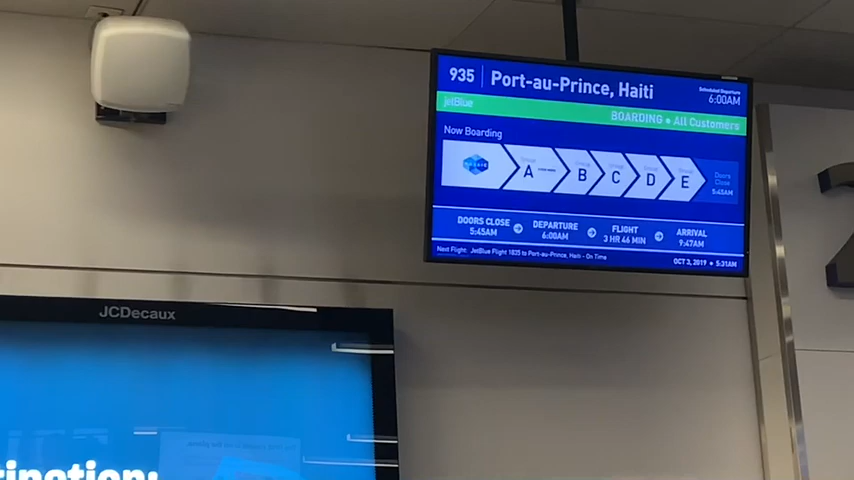 935 Port-au-Prince, Haiti
Scheduled Departure
6:00AM
jetBlue
BOARDING • All Customers
Now Boarding
A
B
C
D
E
Doors
Close
5:45AM
DOORS CLOSE
5:45AM
DEPARTURE
6:00AM
FLIGHT
3 HR 46 MIN
ARRIVAL
9:47AM
Next Flight: JetBlue Flight 1835 to Port-au-Prince, Haiti - On Time
OCT 3, 2019 • 5:31AM
JCDecaux